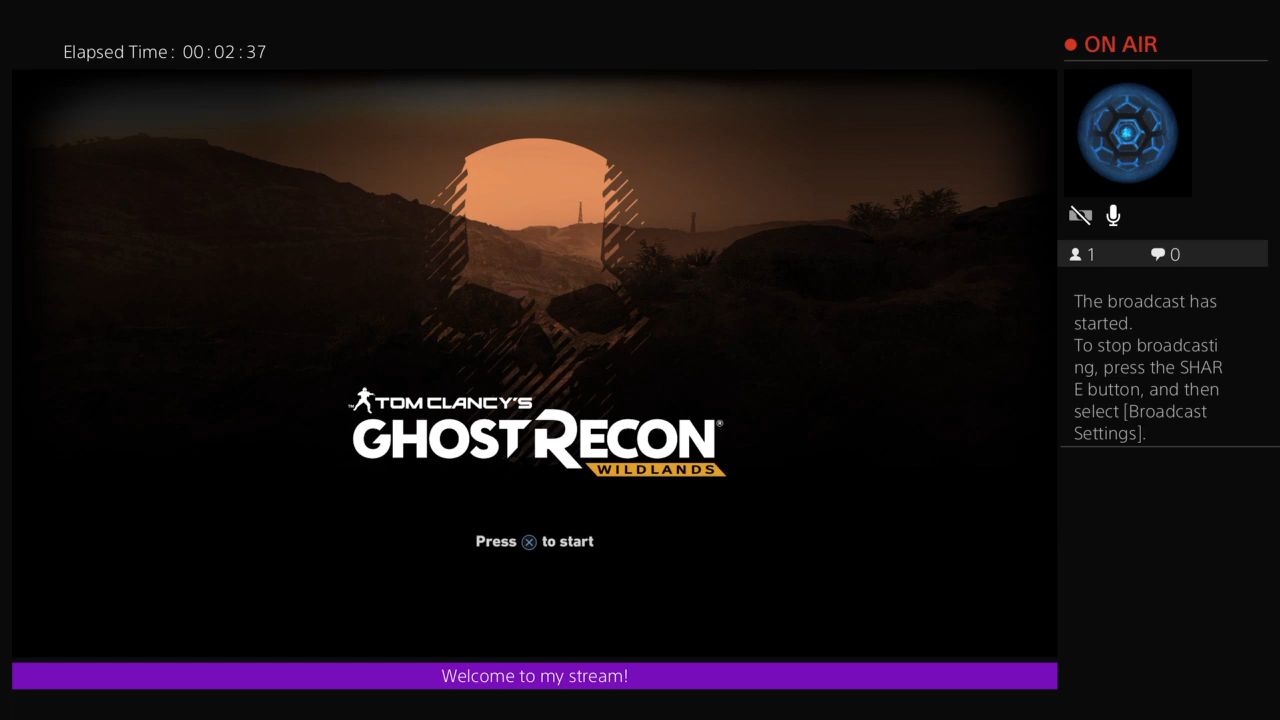 Elapsed Time: 00:02:37
ON AIR
1
0
The broadcast has
started.
To stop broadcasti
ng, press the SHAR
E button, and then
select [Broadcast
Settings].
TOM CLANCY'S
GHOST RECON®
WILDLANDS
Press ⓧ to start
Welcome to my stream!